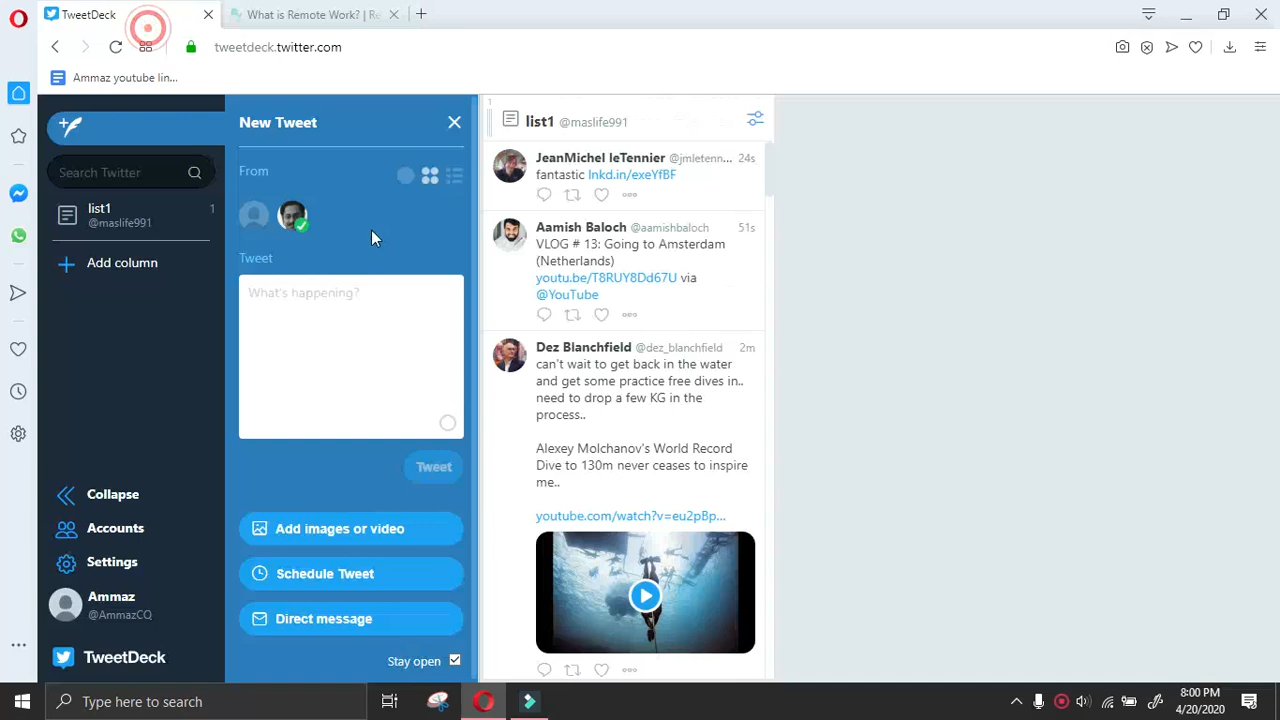 TweetDeck
What is Remote Work? | Re
tweetdeck.twitter.com
Ammaz youtube lin...
Search Twitter
list1
1
@maslife991
Add column
Collapse
Accounts
Settings
Ammaz
@AmmazCQ
TweetDeck
New Tweet
From
Tweet
What's happening?
Tweet
Add images or video
Schedule Tweet
Direct message
Stay open
1
list1 @maslife991
JeanMichel leTennier @jmletenn... 24s
fantastic lnkd.in/exeYfBF
Aamish Baloch @aamishbaloch 51s
VLOG # 13: Going to Amsterdam
(Netherlands)
youtu.be/T8RUY8Dd67U via
@YouTube
Dez Blanchfield @dez_blanchfield 2m
can't wait to get back in the water
and get some practice free dives in..
need to drop a few KG in the
process..
Alexey Molchanov's World Record
Dive to 130m never ceases to inspire
me..
youtube.com/watch?v=eu2pBp...
Type here to search
8:00 PM
4/20/2020